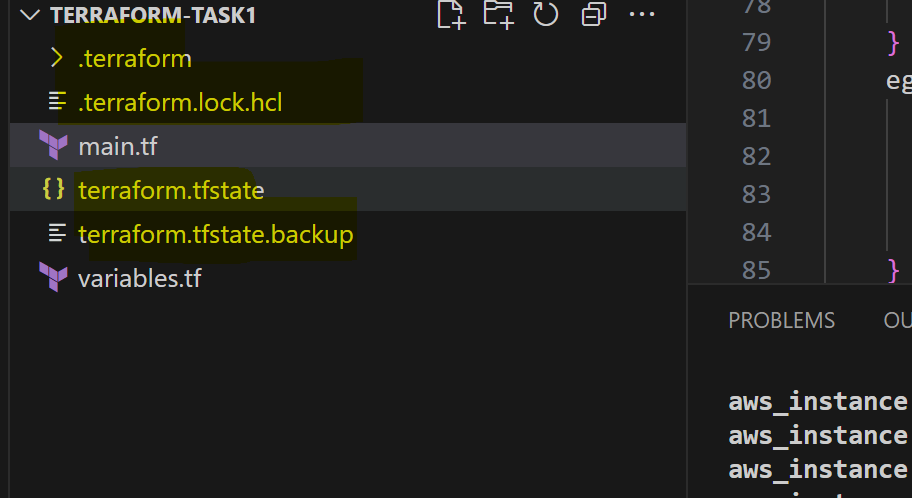 TERRAFORM-TASK1
.terraform
.terraform.lock.hcl
main.tf
{} terraform.tfstate
terraform.tfstate.backup
variables.tf
78
79 }
80 eg
81
82
83
84
85 }
PROBLEMS OU
aws_instance
aws_instance
aws_instance